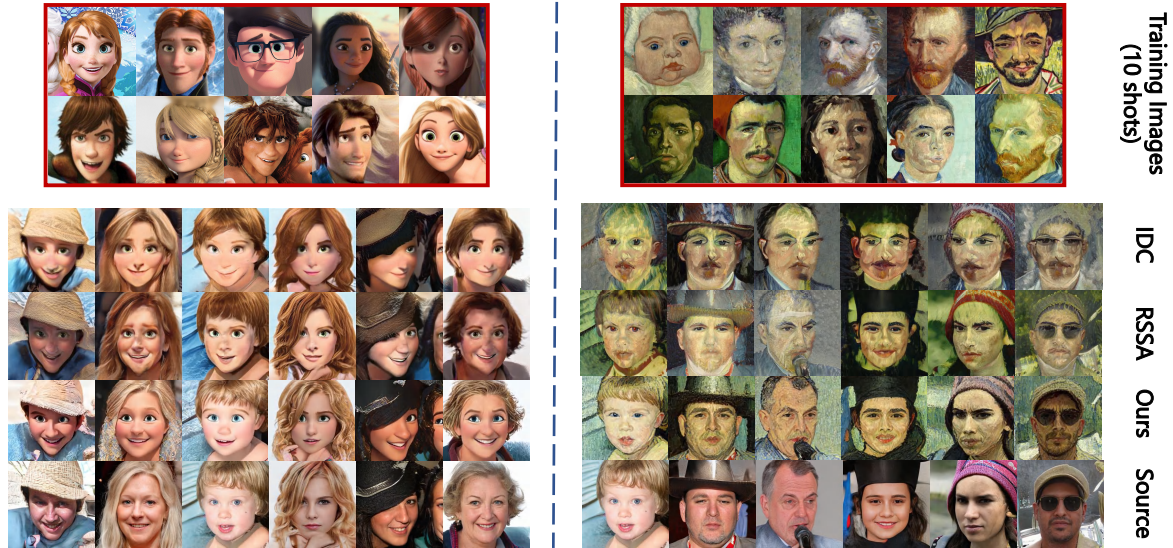 Training Images
(10 shots)
IDC
RSSA
Ours
Source